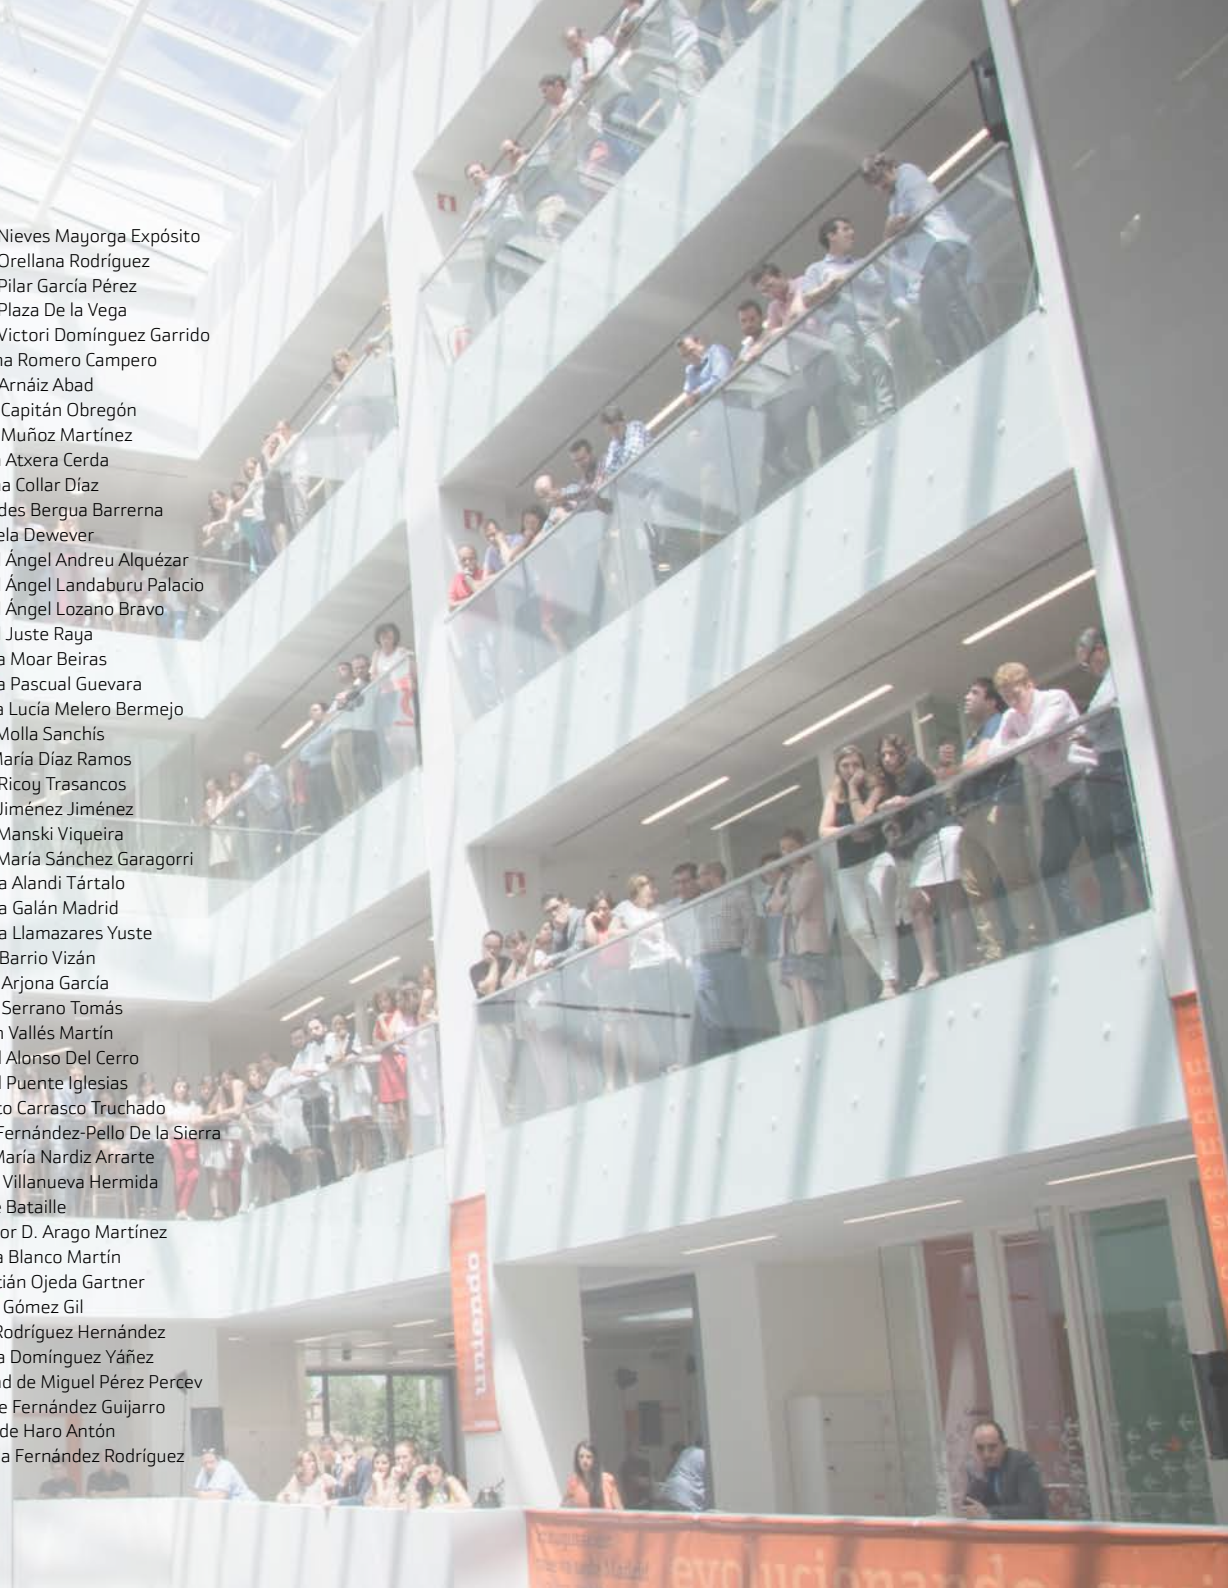 Nieves Mayorga Expósito
Orellana Rodríguez
Pilar García Pérez
Plaza De la Vega
Victori Domínguez Garrido
na Romero Campero
Arnáiz Abad
Capitán Obregón
Muñoz Martínez
Atxera Cerda
a Collar Díaz
des Bergua Barrerna
ela Dewever
Ángel Andreu Alquézar
Ángel Landaburu Palacio
Ángel Lozano Bravo
Juste Raya
a Moar Beiras
a Pascual Guevara
a Lucía Melero Bermejo
Molla Sanchís
María Díaz Ramos
Ricoy Trasancos
Jiménez Jiménez
Manski Viqueira
María Sánchez Garagorri
a Alandi Tártalo
a Galán Madrid
a Llamazares Yuste
Barrio Vizán
Arjona García
Serrano Tomás
n Vallés Martín
l Alonso Del Cerro
l Puente Iglesias
to Carrasco Truchado
Fernández-Pello De la Sierra
María Nardiz Arrarte
Villanueva Hermida
e Bataille
or D. Arago Martínez
a Blanco Martín
tián Ojeda Gartner
Gómez Gil
Rodríguez Hernández
a Domínguez Yáñez
ad de Miguel Pérez Percev
e Fernández Guijarro
de Haro Antón
a Fernández Rodríguez
evolucionando